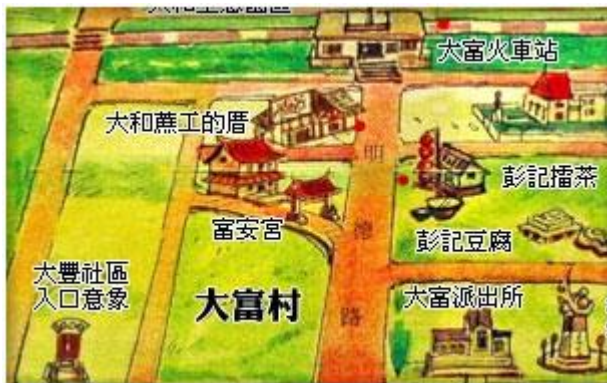 大富火車站
大和蔗工的厝
明德路
彭記擂茶
富安宮
彭記豆腐
大豐社區
入口意象
大富村
大富派出所